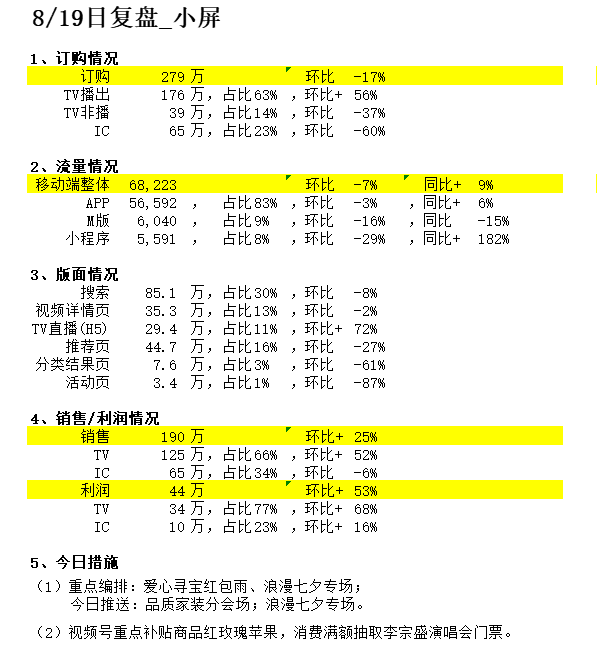 8/19日复盘_小屏
1、订购情况
订购 279 万 环比 -17%
TV播出 176 万，占比63% ，环比+ 56%
TV非播 39 万，占比14% ，环比 -37%
IC 65 万，占比23% ，环比 -60%
2、流量情况
移动端整体 68,223 环比 -7% 同比+ 9%
APP 56,592 ， 占比83% ，环比 -3% ，同比+ 6%
M版 6,040 ， 占比9% ，环比 -16% ，同比 -15%
小程序 5,591 ， 占比8% ，环比 -29% ，同比+ 182%
3、版面情况
搜索 85.1 万，占比30% ，环比 -8%
视频详情页 35.3 万，占比13% ，环比 -2%
TV直播(H5) 29.4 万，占比11% ，环比+ 72%
推荐页 44.7 万，占比16% ，环比 -27%
分类结果页 7.6 万，占比3% ，环比 -61%
活动页 3.4 万，占比1% ，环比 -87%
4、销售/利润情况
销售 190 万 环比+ 25%
TV 125 万，占比66% ，环比+ 52%
IC 65 万，占比34% ，环比 -6%
利润 44 万 环比+ 53%
TV 34 万，占比77% ，环比+ 68%
IC 10 万，占比23% ，环比+ 16%
5、今日措施
（1）重点编排：爱心寻宝红包雨、浪漫七夕专场；
今日推送：品质家装分会场；浪漫七夕专场。
（2）视频号重点补贴商品红玫瑰苹果，消费满额抽取李宗盛演唱会门票。